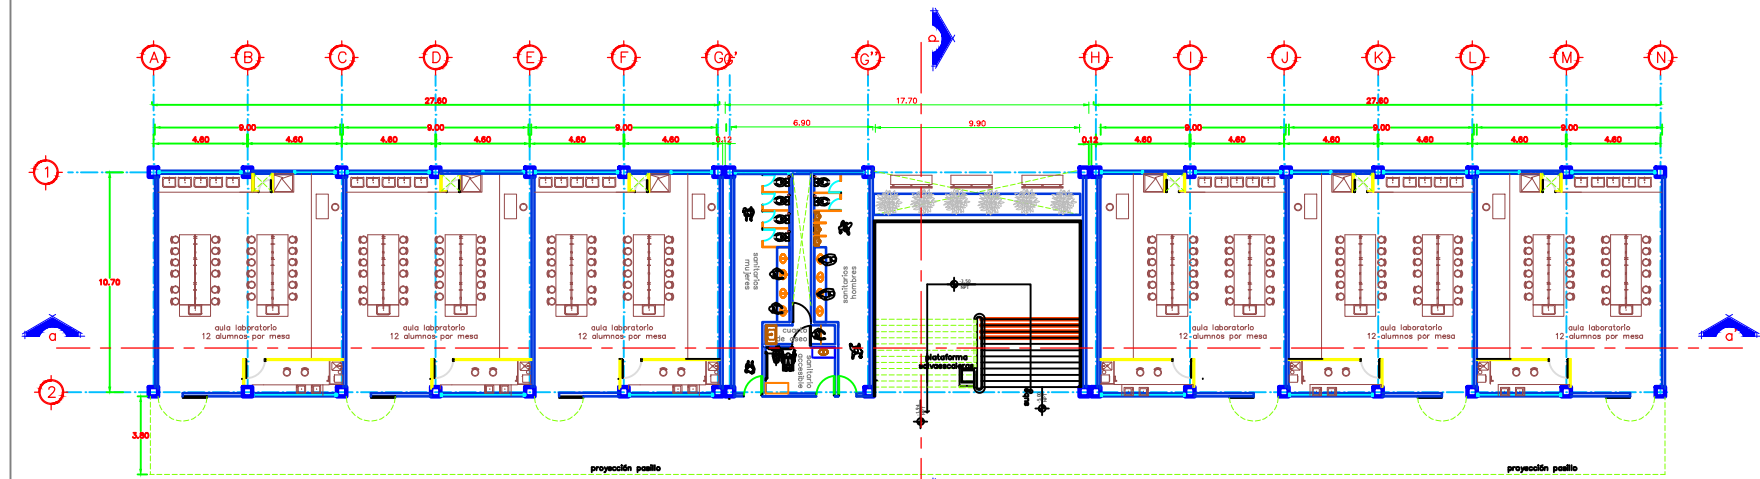 d
A B C D E F G G' G'' H I J K L M N
27.60 17.70 27.60
9.00 9.00 9.00 6.90 9.90 9.00 9.00 9.00
4.60 4.60 4.60 4.60 4.60 4.60 0.12 0.12 4.60 4.60 4.60 4.60 4.60 4.60
1
10.70
sanitarios
mujeres
sanitarios
hombres
aula laboratorio
12 alumnos por mesa
aula laboratorio
12 alumnos por mesa
aula laboratorio
12 alumnos por mesa
cuarto
de aseo
sanitario
accesible
plataforma
salvaescaleras
sube
aula laboratorio
12 alumnos por mesa
aula laboratorio
12 alumnos por mesa
aula laboratorio
12 alumnos por mesa
a
a'
2
3.80
proyección pasillo
proyección pasillo